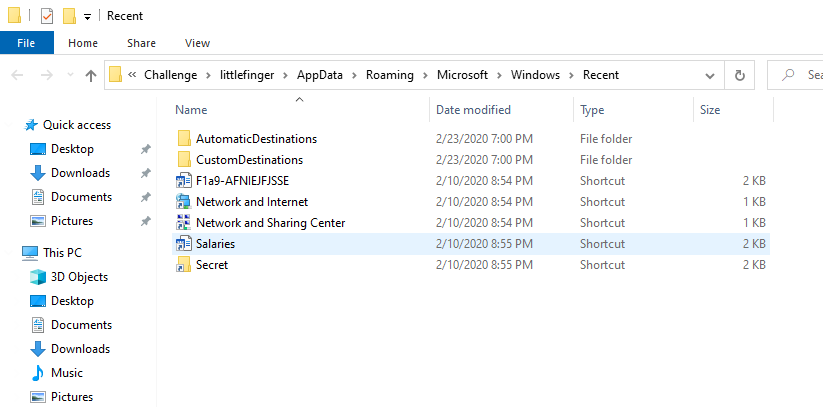 Recent
File Home Share View
« Challenge › littlefinger › AppData › Roaming › Microsoft › Windows › Recent
Name Date modified Type Size
Quick access
Desktop
Downloads
Documents
Pictures
This PC
3D Objects
Desktop
Documents
Downloads
Music
Pictures
AutomaticDestinations 2/23/2020 7:00 PM File folder
CustomDestinations 2/23/2020 7:00 PM File folder
F1a9-AFNIEJFJSSE 2/10/2020 8:54 PM Shortcut 2 KB
Network and Internet 2/10/2020 8:54 PM Shortcut 1 KB
Network and Sharing Center 2/10/2020 8:54 PM Shortcut 1 KB
Salaries 2/10/2020 8:55 PM Shortcut 2 KB
Secret 2/10/2020 8:55 PM Shortcut 2 KB